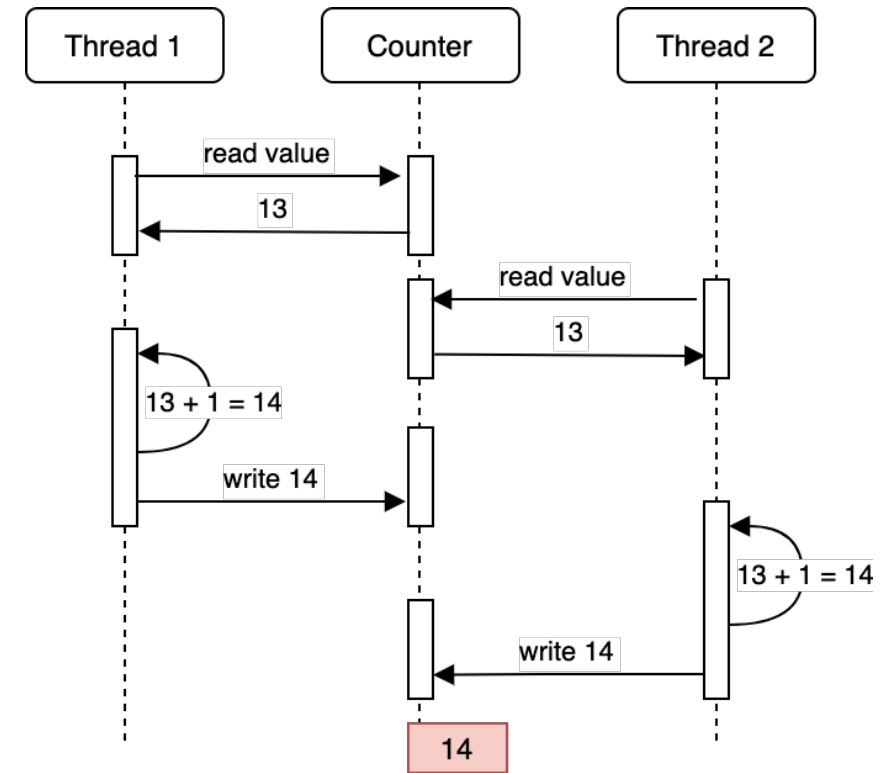 Thread 1
Counter
Thread 2
read value
13
read value
13
13 + 1 = 14
write 14
13 + 1 = 14
write 14
14